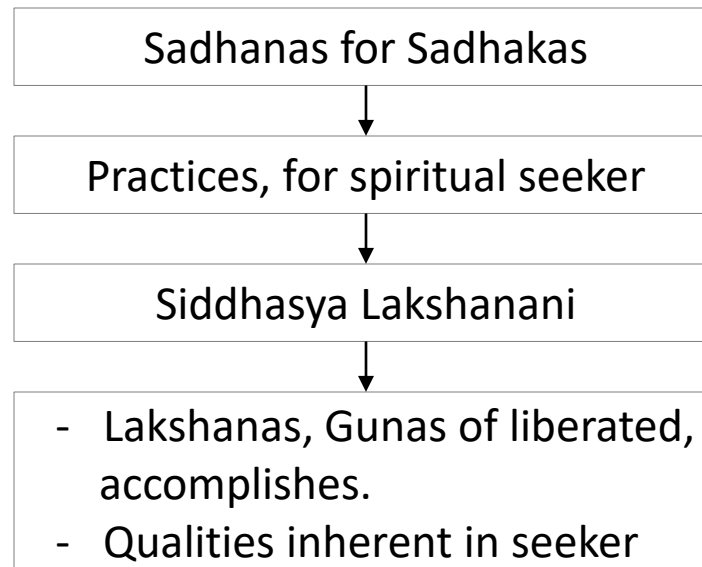 Sadhanas for Sadhakas
Practices, for spiritual seeker
Siddhasya Lakshanani
- Lakshanas, Gunas of liberated,
accomplishes.
- Qualities inherent in seeker